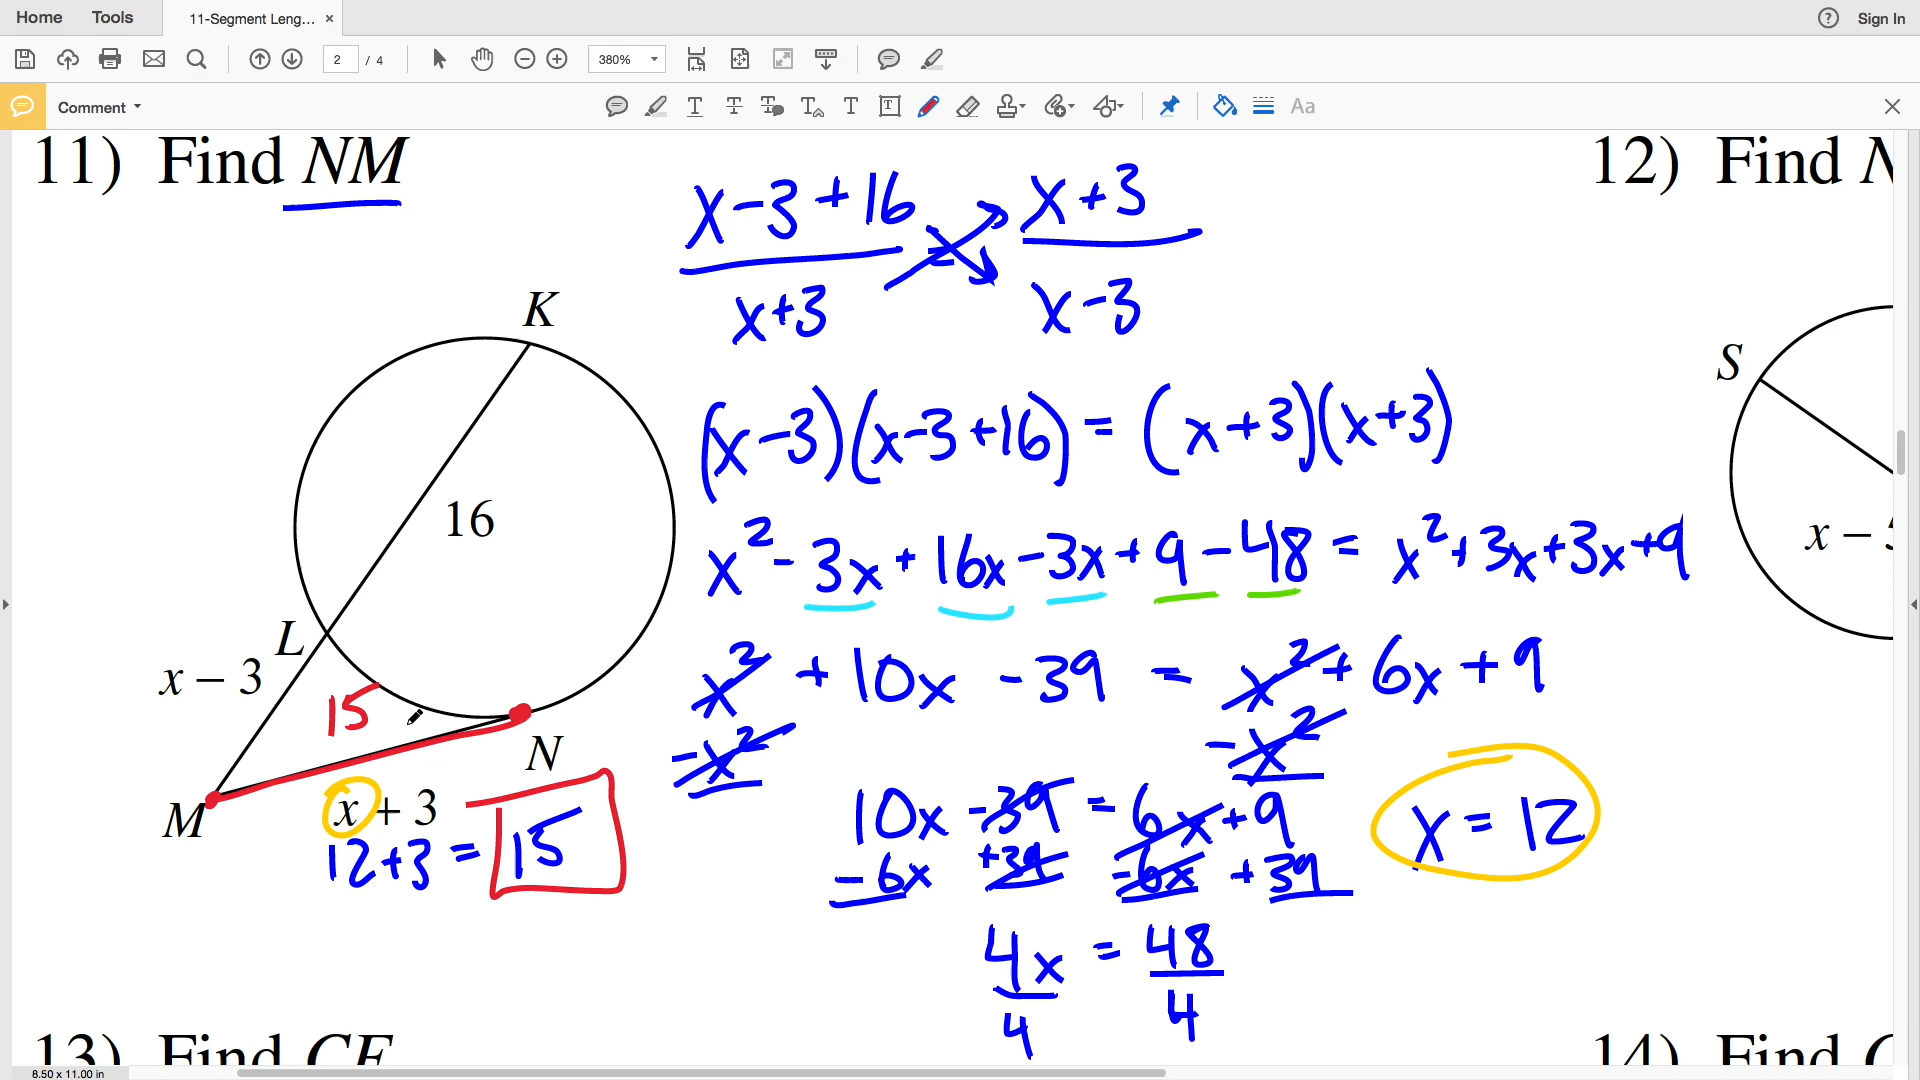 Home Tools 11-Segment Leng... × Sign In
2 / 4 380%
Comment Aa
11) Find NM
12) Find N
x-3+16 = x+3
x+3 x-3
K
S
(x-3)(x-3+16) = (x+3)(x+3)
16
x² - 3x + 16x - 3x + 9 - 48 = x² + 3x + 3x + 9
x - 5
L
x - 3
x² + 10x - 39 = x² + 6x + 9
15
-x² -x²
N
M
x + 3
10x - 39 = 6x + 9
x = 12
12+3 = 15
-6x +39 -6x +39
4x = 48
4 4
13) Find CE
14) Find C
8.50 x 11.00 in